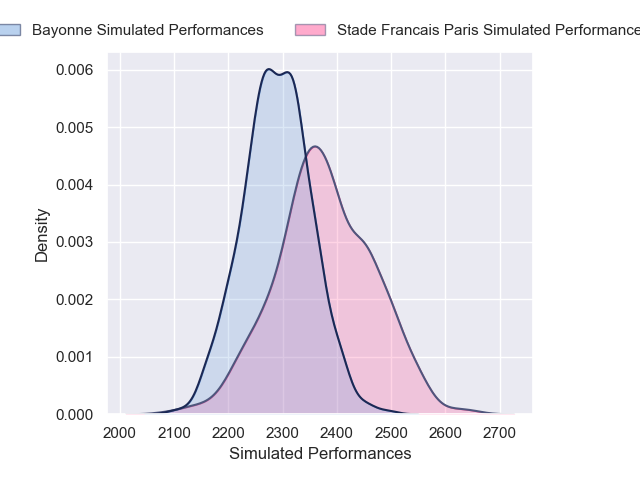 Bayonne Simulated Performances Stade Francais Paris Simulated Performance
0.006
0.005
0.004
0.003
0.002
0.001
0.000
Density
2000 2100 2200 2300 2400 2500 2600 2700
Simulated Performances